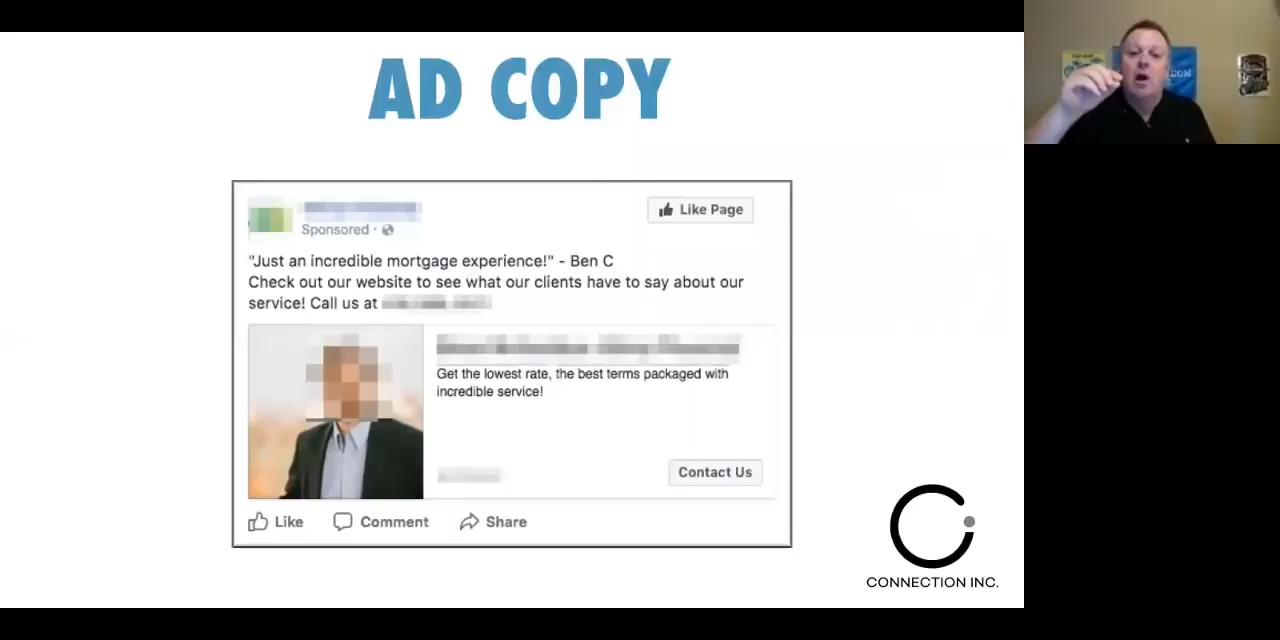 AD COPY
Like Page
Sponsored ·
"Just an incredible mortgage experience!" - Ben C
Check out our website to see what our clients have to say about our
service! Call us at
Get the lowest rate, the best terms packaged with
incredible service!
Contact Us
Like Comment Share
CONNECTION INC.